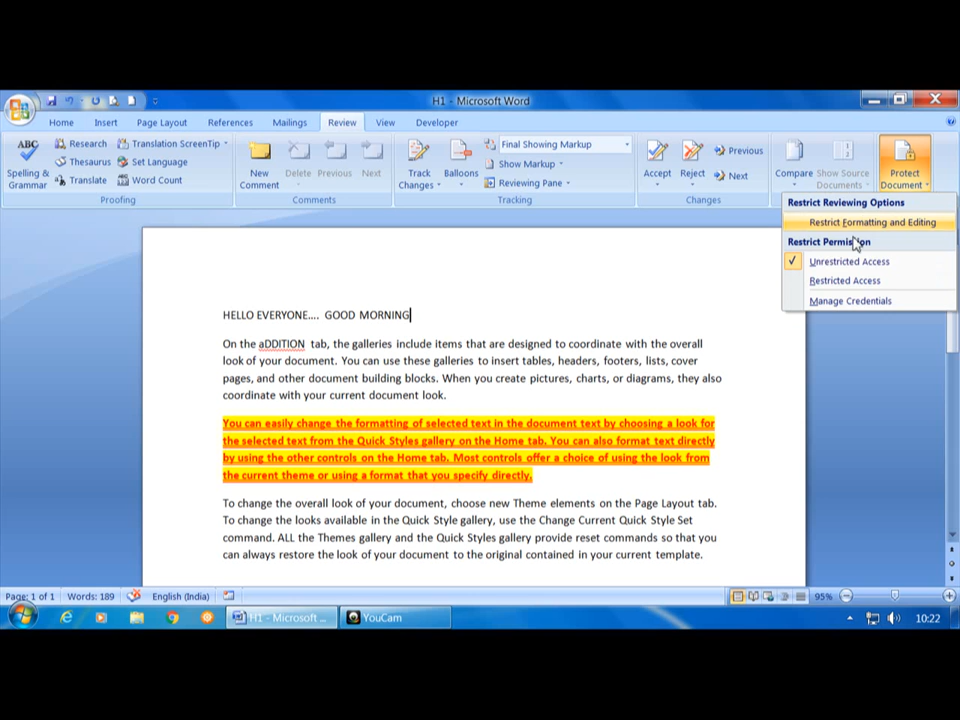 H1 - Microsoft Word
Home Insert Page Layout References Mailings Review View Developer
ABC
Spelling & Grammar
Research
Thesaurus
Translate
Translation ScreenTip
Set Language
Word Count
Proofing
New Comment
Delete
Previous
Next
Comments
Track Changes
Balloons
Final Showing Markup
Show Markup
Reviewing Pane
Tracking
Accept
Reject
Previous
Next
Changes
Compare
Show Source Documents
Protect Document
Restrict Reviewing Options
Restrict Formatting and Editing
Restrict Permission
Unrestricted Access
Restricted Access
Manage Credentials
HELLO EVERYONE.... GOOD MORNING
On the aDDITION tab, the galleries include items that are designed to coordinate with the overall
look of your document. You can use these galleries to insert tables, headers, footers, lists, cover
pages, and other document building blocks. When you create pictures, charts, or diagrams, they also
coordinate with your current document look.
You can easily change the formatting of selected text in the document text by choosing a look for
the selected text from the Quick Styles gallery on the Home tab. You can also format text directly
by using the other controls on the Home tab. Most controls offer a choice of using the look from
the current theme or using a format that you specify directly.
To change the overall look of your document, choose new Theme elements on the Page Layout tab.
To change the looks available in the Quick Style gallery, use the Change Current Quick Style Set
command. ALL the Themes gallery and the Quick Styles gallery provide reset commands so that you
can always restore the look of your document to the original contained in your current template.
Page: 1 of 1 Words: 189 English (India) 95%
H1 - Microsoft ... YouCam 10:22